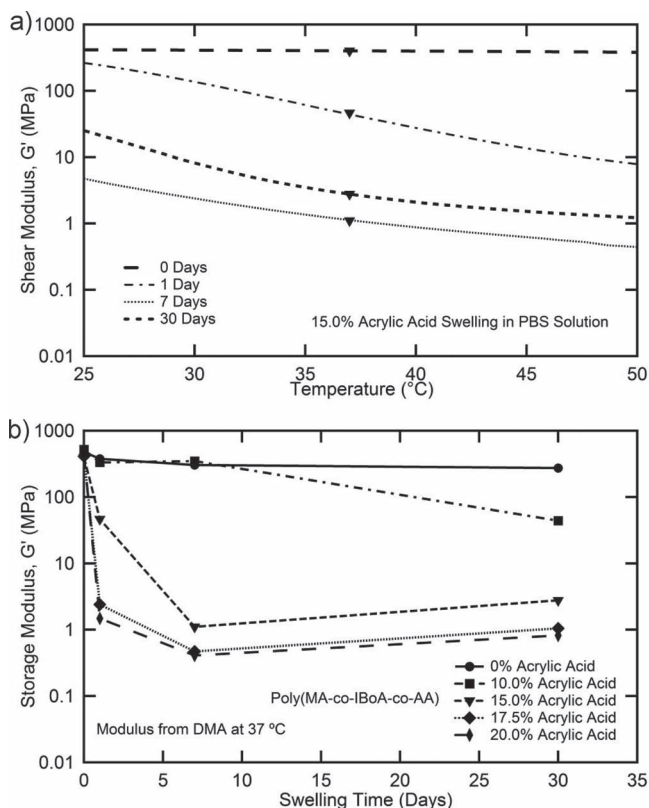 a)
1000
100
10
1
0.1
0.01
Shear Modulus, G' (MPa)
0 Days
1 Day
7 Days
30 Days
15.0% Acrylic Acid Swelling in PBS Solution
25 30 35 40 45 50
Temperature (°C)
b)
1000
100
10
1
0.1
0.01
Storage Modulus, G' (MPa)
0% Acrylic Acid
10.0% Acrylic Acid
Poly(MA-co-IBoA-co-AA)
15.0% Acrylic Acid
17.5% Acrylic Acid
Modulus from DMA at 37 ºC
20.0% Acrylic Acid
0 5 10 15 20 25 30 35
Swelling Time (Days)